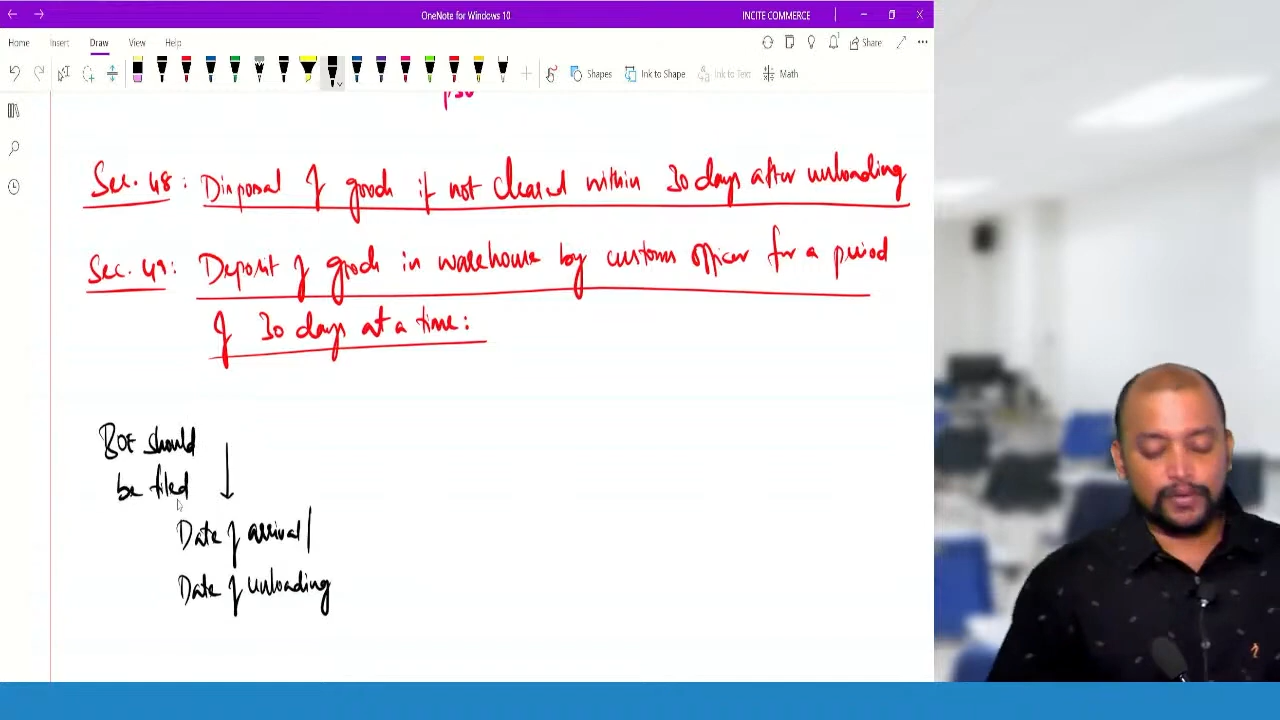 OneNote for Windows 10
INCITE COMMERCE
Home Insert Draw View Help
Share
Shapes Ink to Shape Ink to Text Math
Sec. 48: Disposal of goods if not cleared within 30 days after unloading
Sec. 49: Deposit of goods in warehouse by customs officer for a period
of 30 days at a time:
BOE should
be filed
Date of arrival/
Date of unloading